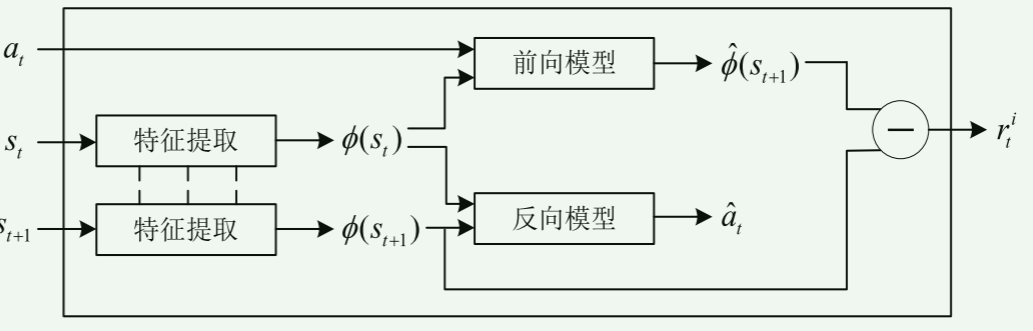 a_t
前向模型
\hat{\phi}(s_{t+1})
s_t
特征提取
\phi(s_t)
−
r_t^i
s_{t+1}
特征提取
\phi(s_{t+1})
反向模型
\hat{a}_t